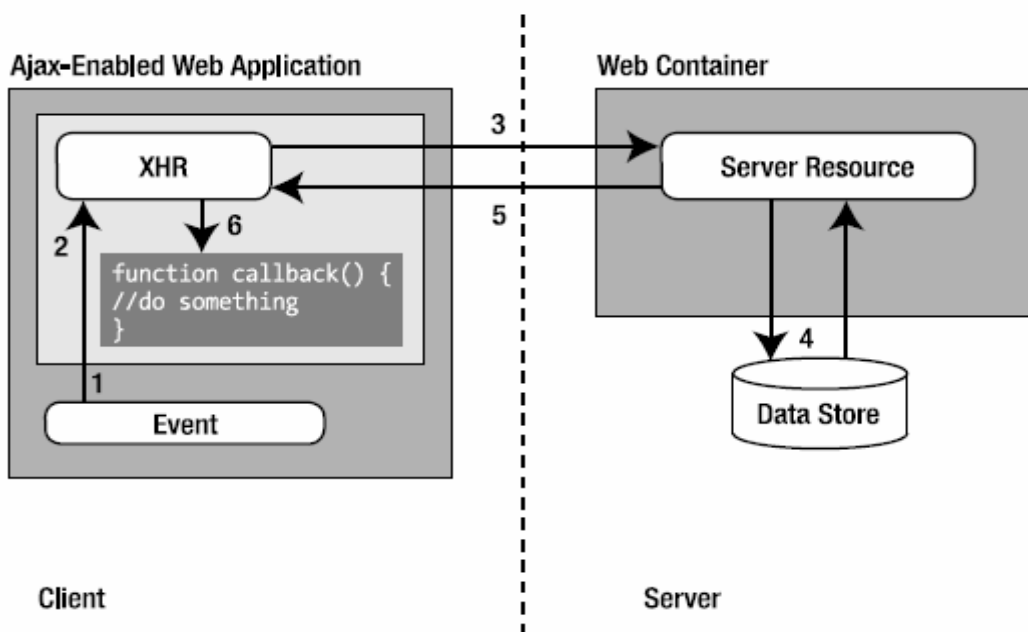 Ajax-Enabled Web Application
Web Container
XHR
3
Server Resource
5
2
6
function callback() {
//do something
}
4
1
Event
Data Store
Client
Server